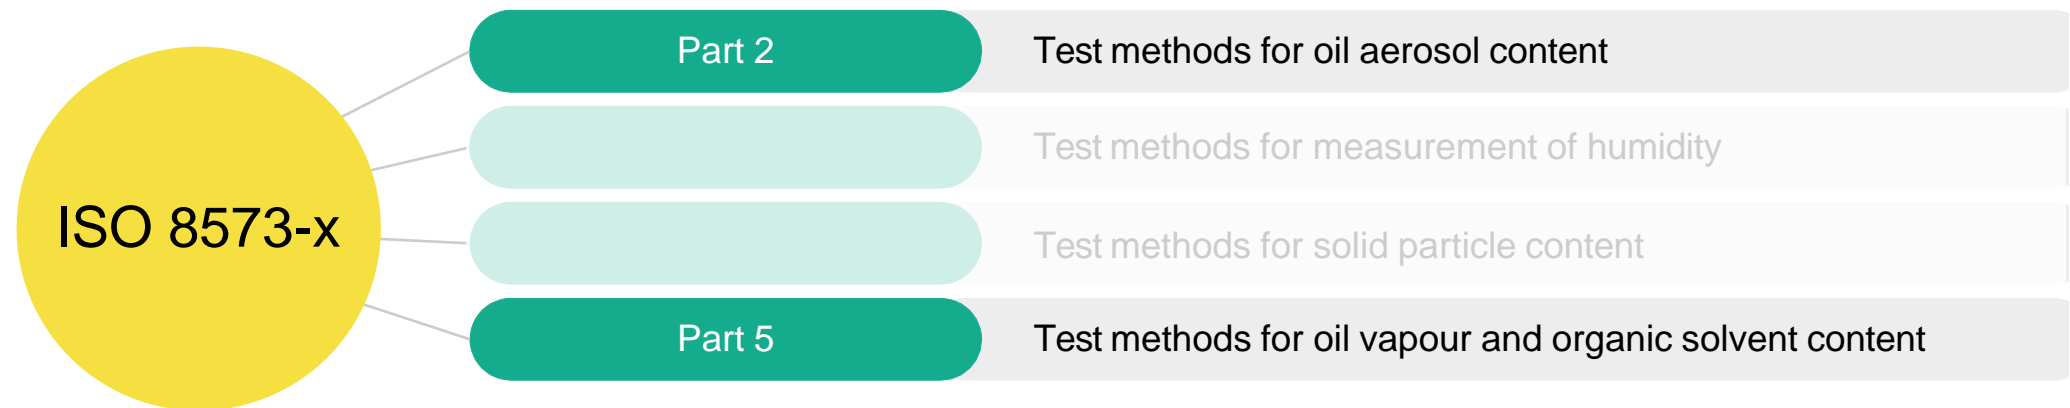 Part 2
Test methods for oil aerosol content
Test methods for measurement of humidity
ISO 8573-x
Test methods for solid particle content
Part 5
Test methods for oil vapour and organic solvent content